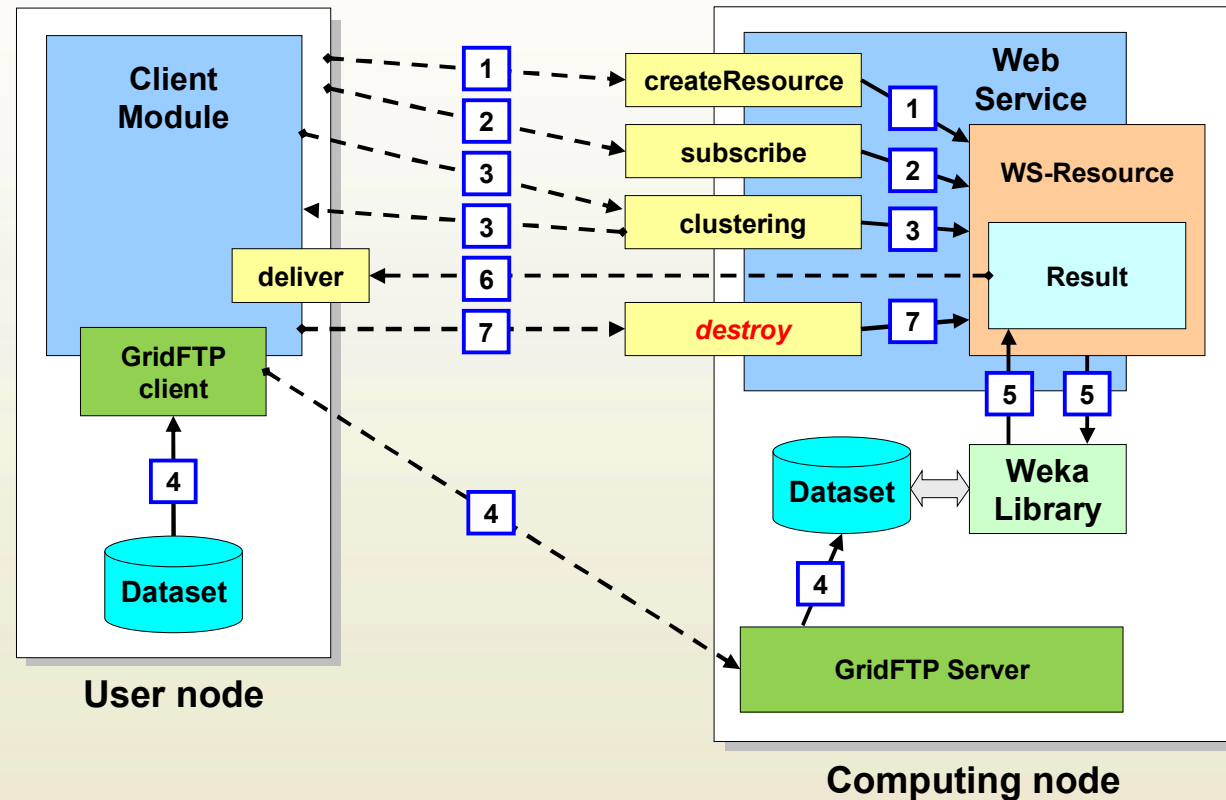 Client
Module
1
createResource
Web
Service
1
2
subscribe
2
WS-Resource
3
clustering
3
3
deliver
6
Result
7
destroy
7
GridFTP
client
5
5
4
Dataset
Weka
Library
4
Dataset
4
GridFTP Server
User node
Computing node